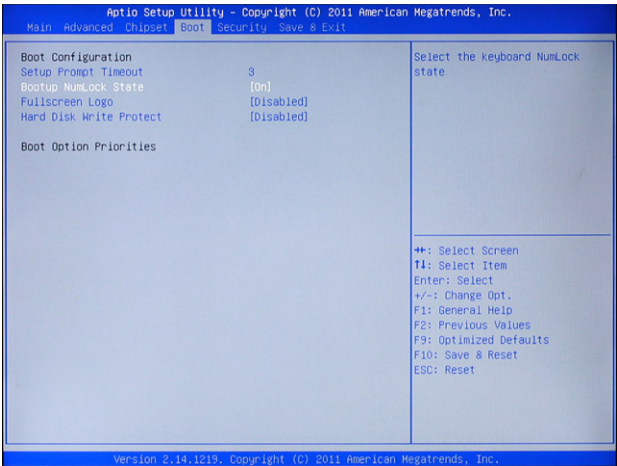 Aptio Setup Utility - Copyright (C) 2011 American Megatrends, Inc.
Main Advanced Chipset Boot Security Save & Exit
Boot Configuration
Setup Prompt Timeout 3
Bootup NumLock State [On]
Fullscreen Logo [Disabled]
Hard Disk Write Protect [Disabled]
Boot Option Priorities
Select the keyboard NumLock
state
→←: Select Screen
↑↓: Select Item
Enter: Select
+/-: Change Opt.
F1: General Help
F2: Previous Values
F9: Optimized Defaults
F10: Save & Reset
ESC: Reset
Version 2.14.1219. Copyright (C) 2011 American Megatrends, Inc.